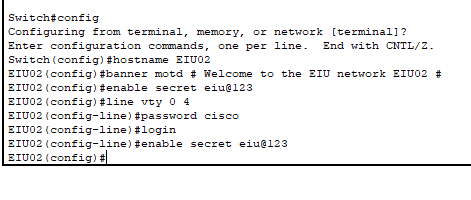 Switch#config
Configuring from terminal, memory, or network [terminal]?
Enter configuration commands, one per line.  End with CNTL/Z.
Switch(config)#hostname EIU02
EIU02(config)#banner motd # Welcome to the EIU network EIU02 #
EIU02(config)#enable secret eiu@123
EIU02(config)#line vty 0 4
EIU02(config-line)#password cisco
EIU02(config-line)#login
EIU02(config-line)#enable secret eiu@123
EIU02(config)#